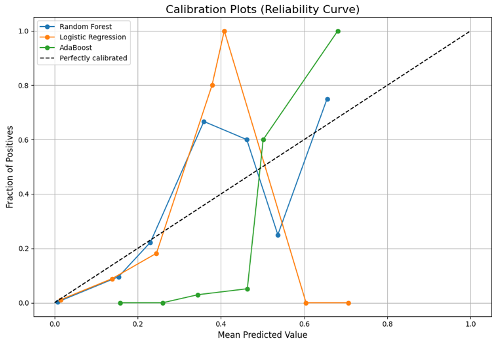 Calibration Plots (Reliability Curve)
Random Forest
Logistic Regression
AdaBoost
Perfectly calibrated
Fraction of Positives
1.0
0.8
0.6
0.4
0.2
0.0
0.0 0.2 0.4 0.6 0.8 1.0
Mean Predicted Value